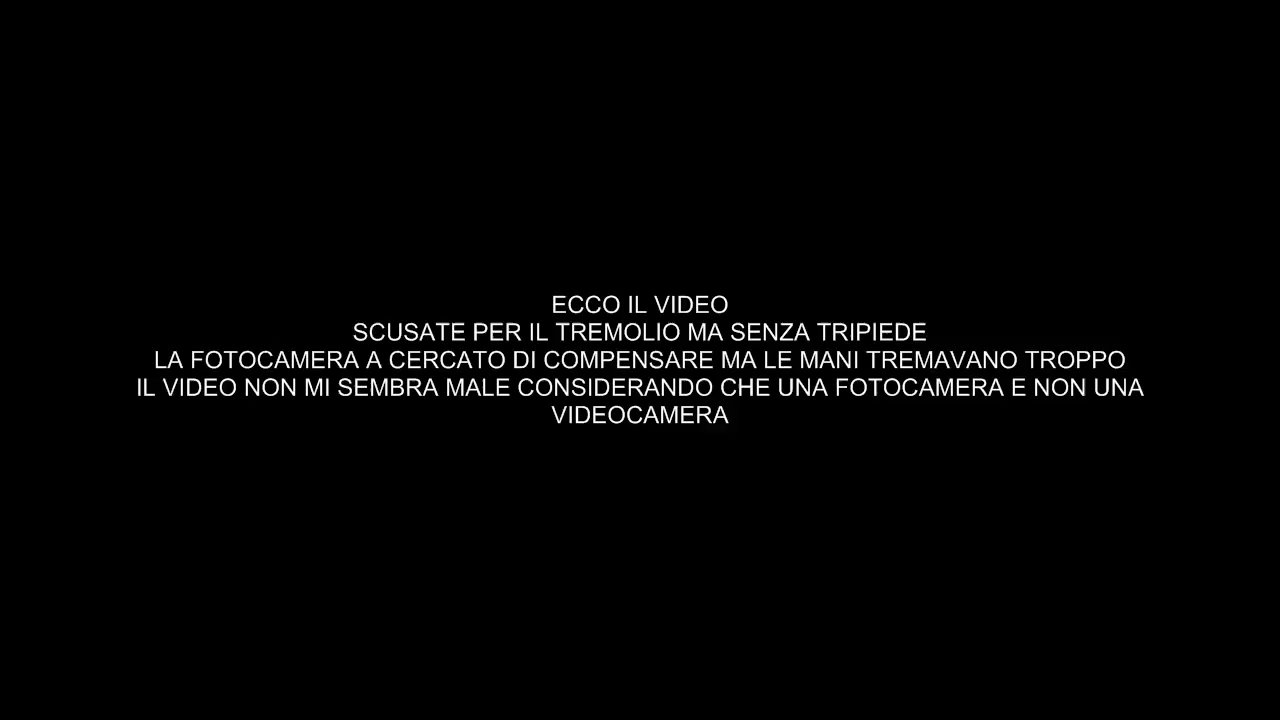 ECCO IL VIDEO
SCUSATE PER IL TREMOLIO MA SENZA TRIPIEDE
LA FOTOCAMERA A CERCATO DI COMPENSARE MA LE MANI TREMAVANO TROPPO
IL VIDEO NON MI SEMBRA MALE CONSIDERANDO CHE UNA FOTOCAMERA E NON UNA
VIDEOCAMERA